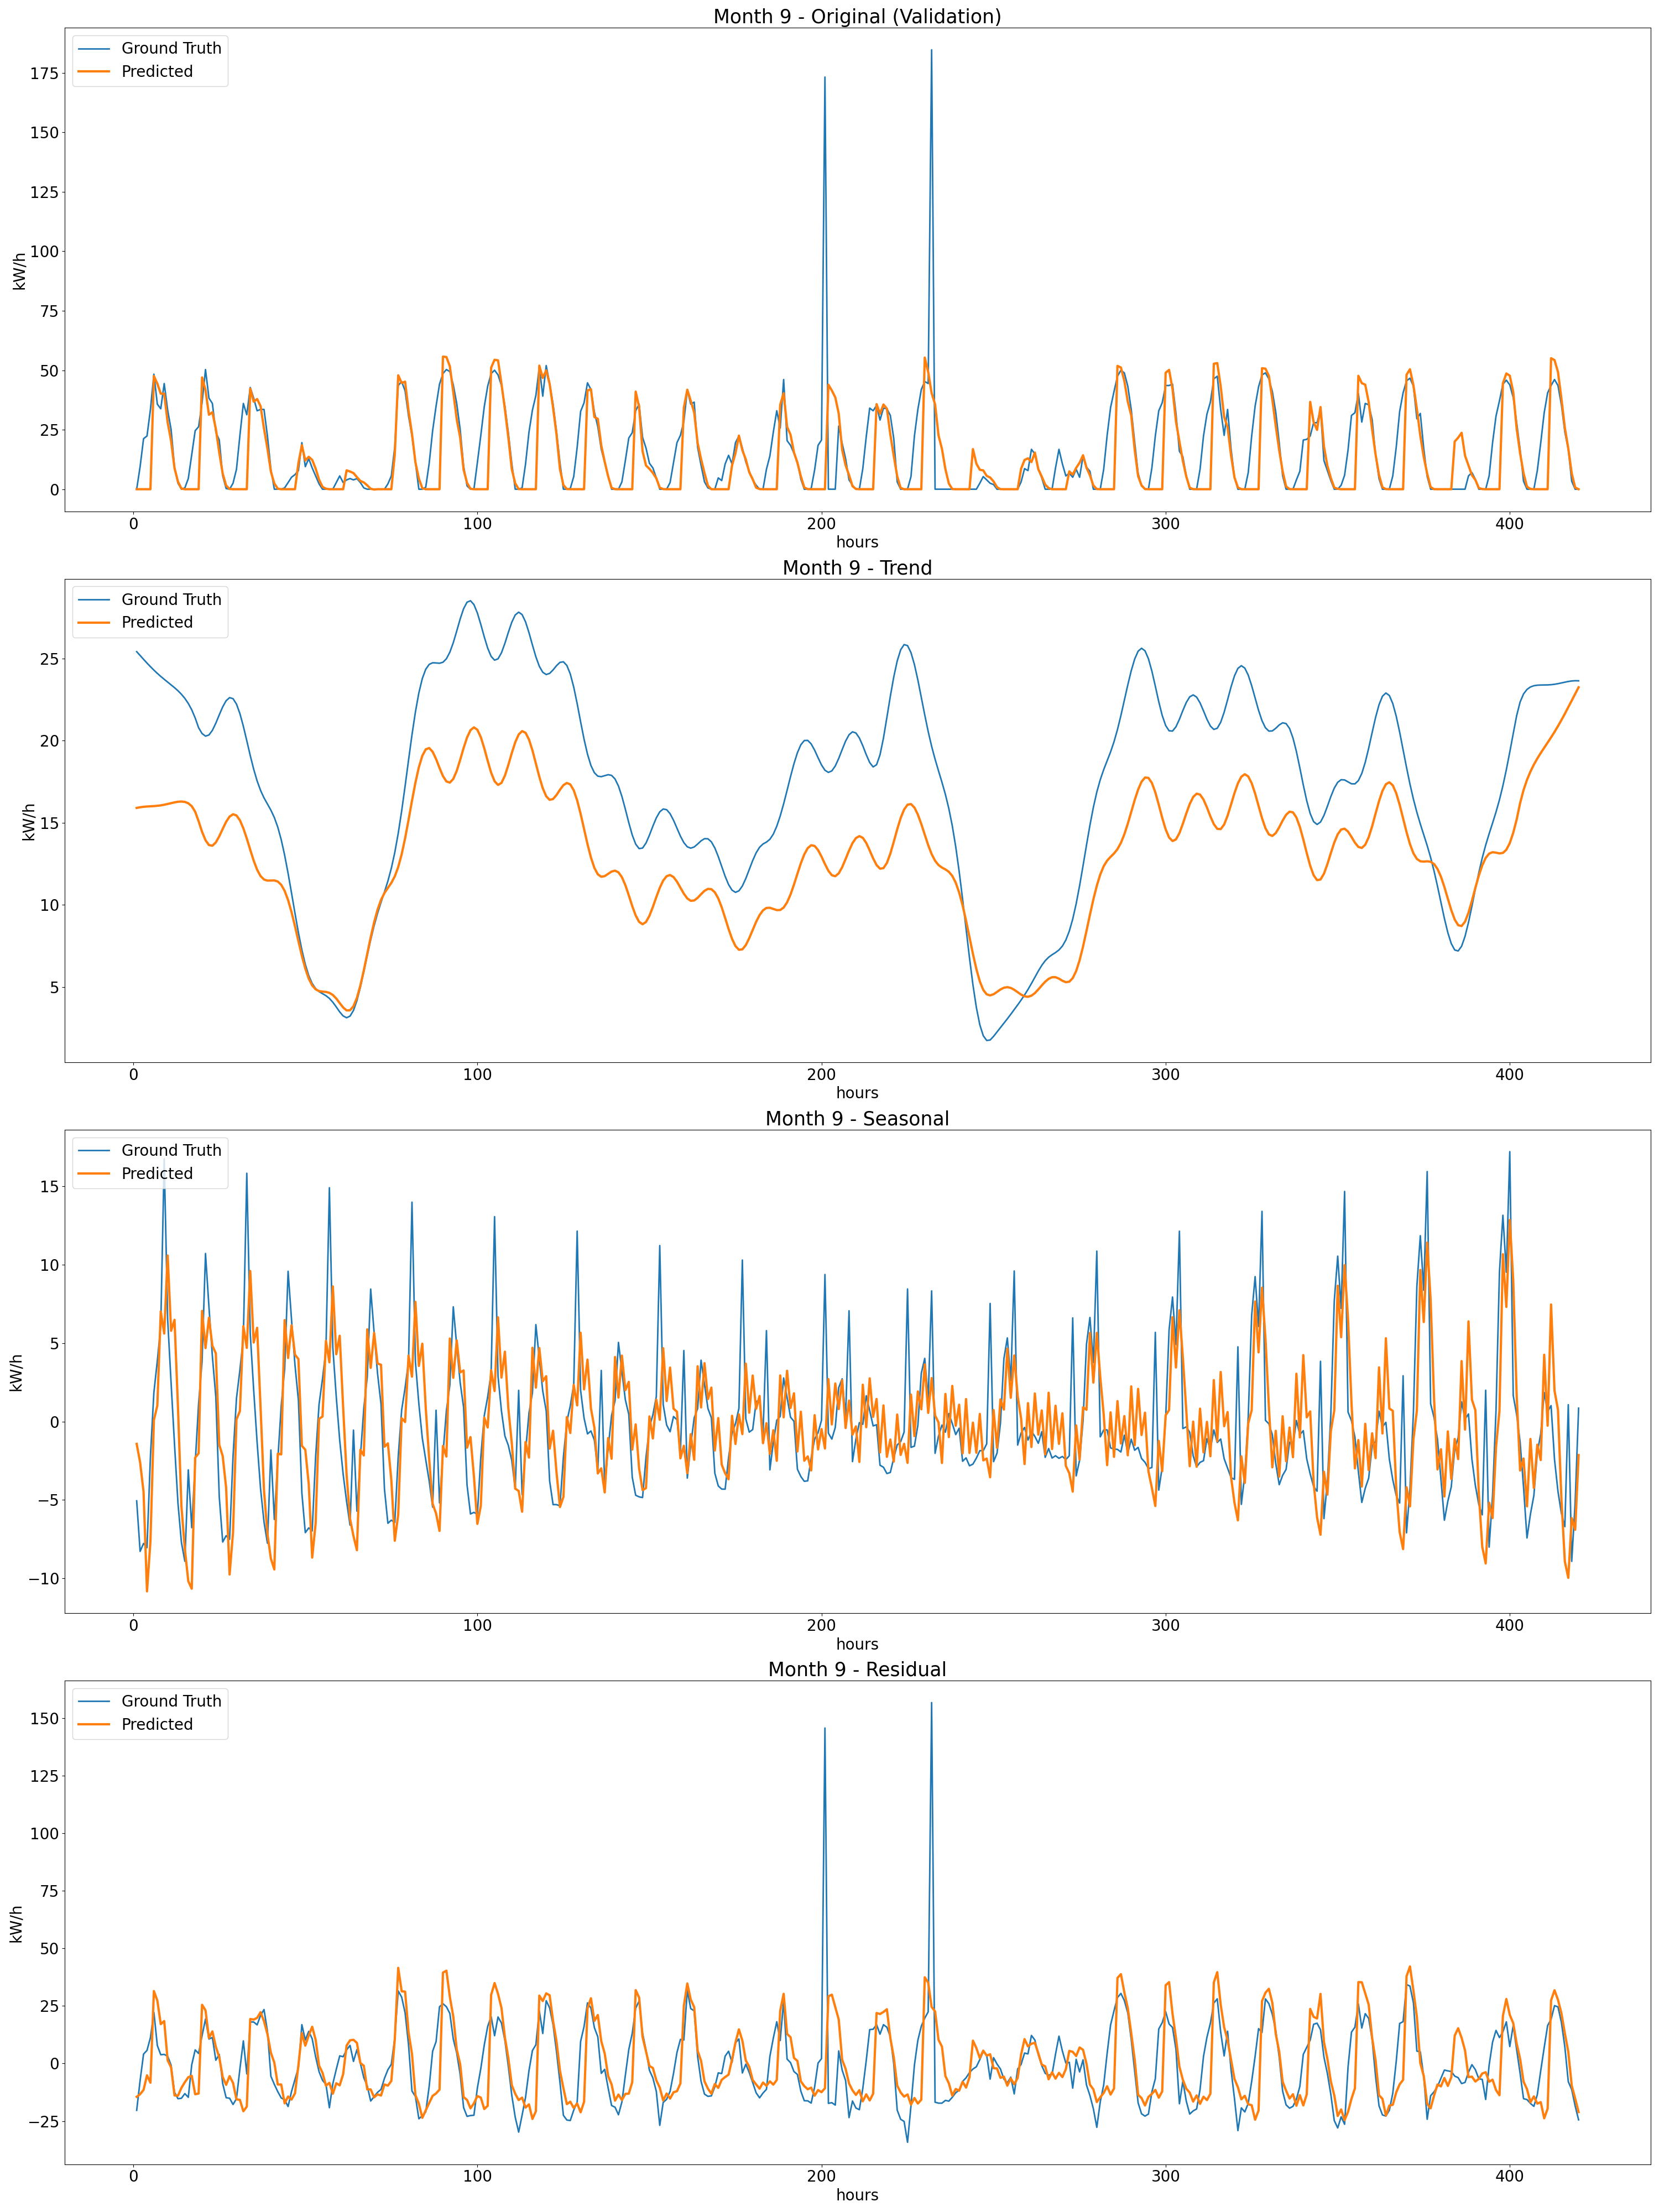 Month 9 - Original (Validation)
Ground Truth
Predicted
175
150
125
100
75
50
25
0
kW/h
0 100 200 300 400
hours
Month 9 - Trend
Ground Truth
Predicted
25
20
15
10
5
kW/h
0 100 200 300 400
hours
Month 9 - Seasonal
Ground Truth
Predicted
15
10
5
0
−5
−10
kW/h
0 100 200 300 400
hours
Month 9 - Residual
Ground Truth
Predicted
150
125
100
75
50
25
0
−25
kW/h
0 100 200 300 400
hours